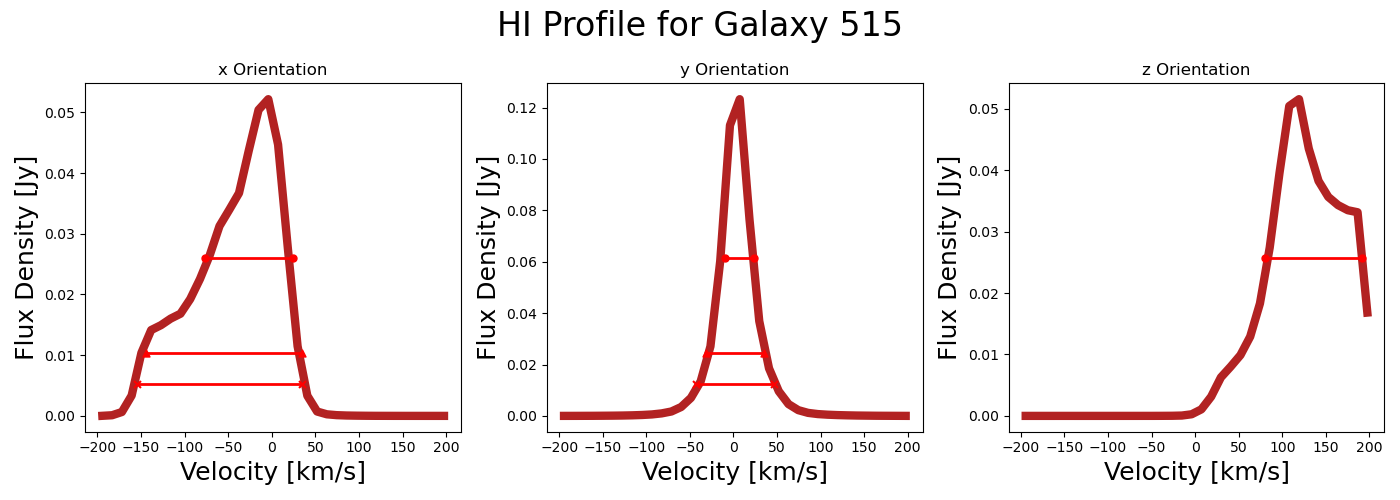 HI Profile for Galaxy 515
x Orientation
Flux Density [Jy]
0.05
0.04
0.03
0.02
0.01
0.00
−200 −150 −100 −50 0 50 100 150 200
Velocity [km/s]
y Orientation
Flux Density [Jy]
0.12
0.10
0.08
0.06
0.04
0.02
0.00
−200 −150 −100 −50 0 50 100 150 200
Velocity [km/s]
z Orientation
Flux Density [Jy]
0.05
0.04
0.03
0.02
0.01
0.00
−200 −150 −100 −50 0 50 100 150 200
Velocity [km/s]